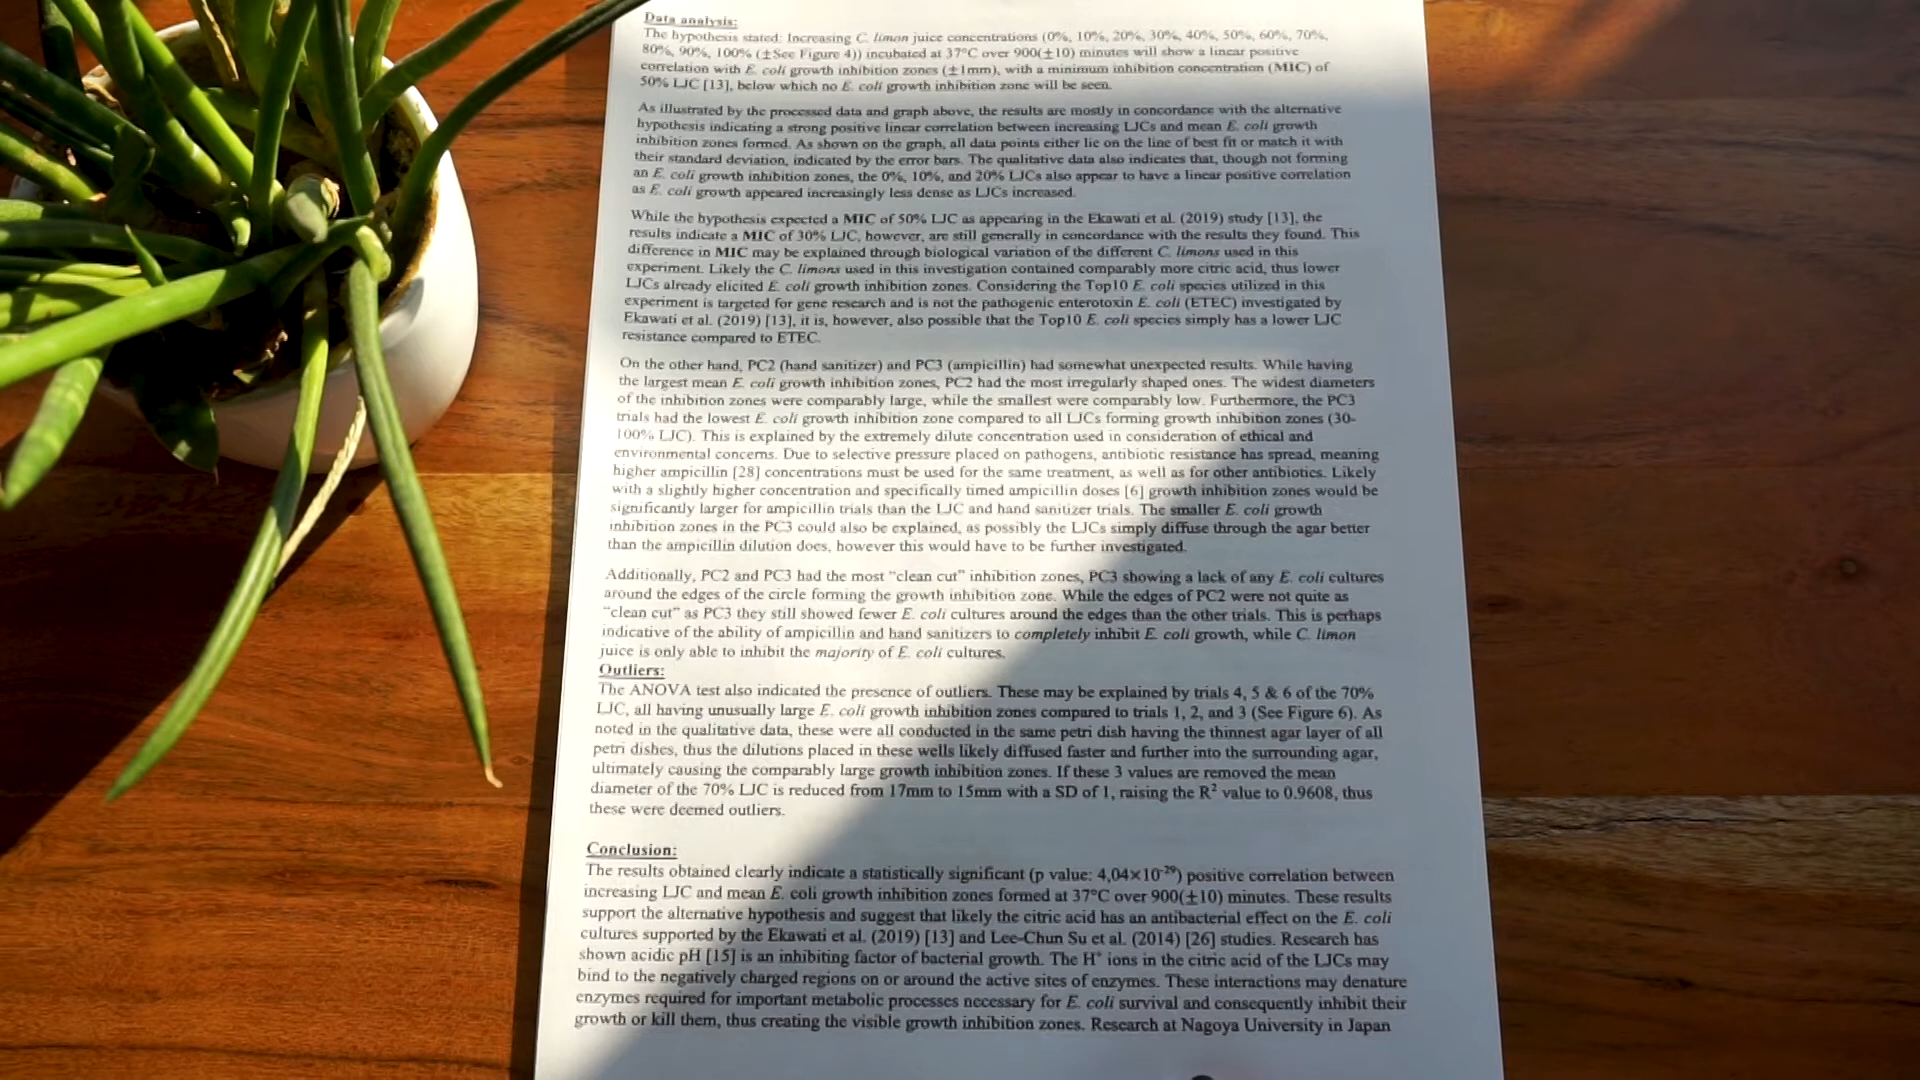 Data analysis:
The hypothesis stated: Increasing C. limon juice concentrations (0%, 10%, 20%, 30%, 40%, 50%, 60%, 70%,
80%, 90%, 100% (±See Figure 4)) incubated at 37°C over 900(±10) minutes will show a linear positive
correlation with E. coli growth inhibition zones (±1mm), with a minimum inhibition concentration (MIC) of
50% LJC [13], below which no E. coli growth inhibition zone will be seen.
As illustrated by the processed data and graph above, the results are mostly in concordance with the alternative
hypothesis indicating a strong positive linear correlation between increasing LJCs and mean E. coli growth
inhibition zones formed. As shown on the graph, all data points either lie on the line of best fit or match it with
their standard deviation, indicated by the error bars. The qualitative data also indicates that, though not forming
an E. coli growth inhibition zones, the 0%, 10%, and 20% LJCs also appear to have a linear positive correlation
as E. coli growth appeared increasingly less dense as LJCs increased.
While the hypothesis expected a MIC of 50% LJC as appearing in the Ekawati et al. (2019) study [13], the
results indicate a MIC of 30% LJC, however, are still generally in concordance with the results they found. This
difference in MIC may be explained through biological variation of the different C. limons used in this
experiment. Likely the C. limons used in this investigation contained comparably more citric acid, thus lower
LJCs already elicited E. coli growth inhibition zones. Considering the Top10 E. coli species utilized in this
experiment is targeted for gene research and is not the pathogenic enterotoxin E. coli (ETEC) investigated by
Ekawati et al. (2019) [13], it is, however, also possible that the Top10 E. coli species simply has a lower LJC
resistance compared to ETEC.
On the other hand, PC2 (hand sanitizer) and PC3 (ampicillin) had somewhat unexpected results. While having
the largest mean E. coli growth inhibition zones, PC2 had the most irregularly shaped ones. The widest diameters
of the inhibition zones were comparably large, while the smallest were comparably low. Furthermore, the PC3
trials had the lowest E. coli growth inhibition zone compared to all LJCs forming growth inhibition zones (30-
100% LJC). This is explained by the extremely dilute concentration used in consideration of ethical and
environmental concerns. Due to selective pressure placed on pathogens, antibiotic resistance has spread, meaning
higher ampicillin [28] concentrations must be used for the same treatment, as well as for other antibiotics. Likely
with a slightly higher concentration and specifically timed ampicillin doses [6] growth inhibition zones would be
significantly larger for ampicillin trials than the LJC and hand sanitizer trials. The smaller E. coli growth
inhibition zones in the PC3 could also be explained, as possibly the LJCs simply diffuse through the agar better
than the ampicillin dilution does, however this would have to be further investigated.
Additionally, PC2 and PC3 had the most “clean cut” inhibition zones, PC3 showing a lack of any E. coli cultures
around the edges of the circle forming the growth inhibition zone. While the edges of PC2 were not quite as
“clean cut” as PC3 they still showed fewer E. coli cultures around the edges than the other trials. This is perhaps
indicative of the ability of ampicillin and hand sanitizers to completely inhibit E. coli growth, while C. limon
juice is only able to inhibit the majority of E. coli cultures.
Outliers:
The ANOVA test also indicated the presence of outliers. These may be explained by trials 4, 5 & 6 of the 70%
LJC, all having unusually large E. coli growth inhibition zones compared to trials 1, 2, and 3 (See Figure 6). As
noted in the qualitative data, these were all conducted in the same petri dish having the thinnest agar layer of all
petri dishes, thus the dilutions placed in these wells likely diffused faster and further into the surrounding agar,
ultimately causing the comparably large growth inhibition zones. If these 3 values are removed the mean
diameter of the 70% LJC is reduced from 17mm to 15mm with a SD of 1, raising the R² value to 0.9608, thus
these were deemed outliers.
Conclusion:
The results obtained clearly indicate a statistically significant (p value: 4,04×10⁻²⁹) positive correlation between
increasing LJC and mean E. coli growth inhibition zones formed at 37°C over 900(±10) minutes. These results
support the alternative hypothesis and suggest that likely the citric acid has an antibacterial effect on the E. coli
cultures supported by the Ekawati et al. (2019) [13] and Lee-Chun Su et al. (2014) [26] studies. Research has
shown acidic pH [15] is an inhibiting factor of bacterial growth. The H⁺ ions in the citric acid of the LJCs may
bind to the negatively charged regions on or around the active sites of enzymes. These interactions may denature
enzymes required for important metabolic processes necessary for E. coli survival and consequently inhibit their
growth or kill them, thus creating the visible growth inhibition zones. Research at Nagoya University in Japan